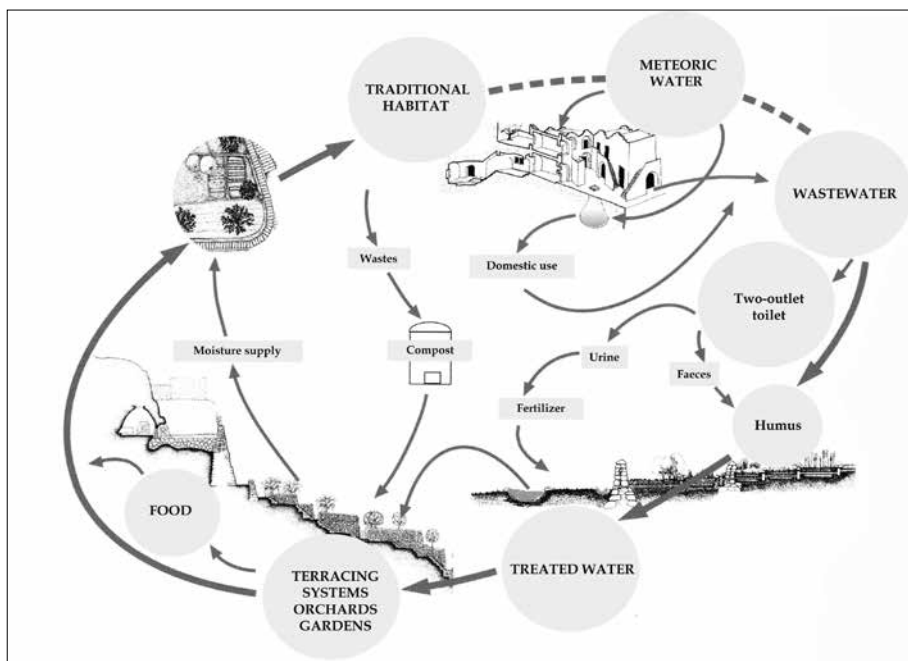 METEORIC
WATER
TRADITIONAL
HABITAT
WASTEWATER
Wastes
Domestic use
Two-outlet
toilet
Moisture supply
Compost
Urine
Faeces
Fertilizer
Humus
FOOD
TREATED WATER
TERRACING
SYSTEMS
ORCHARDS
GARDENS